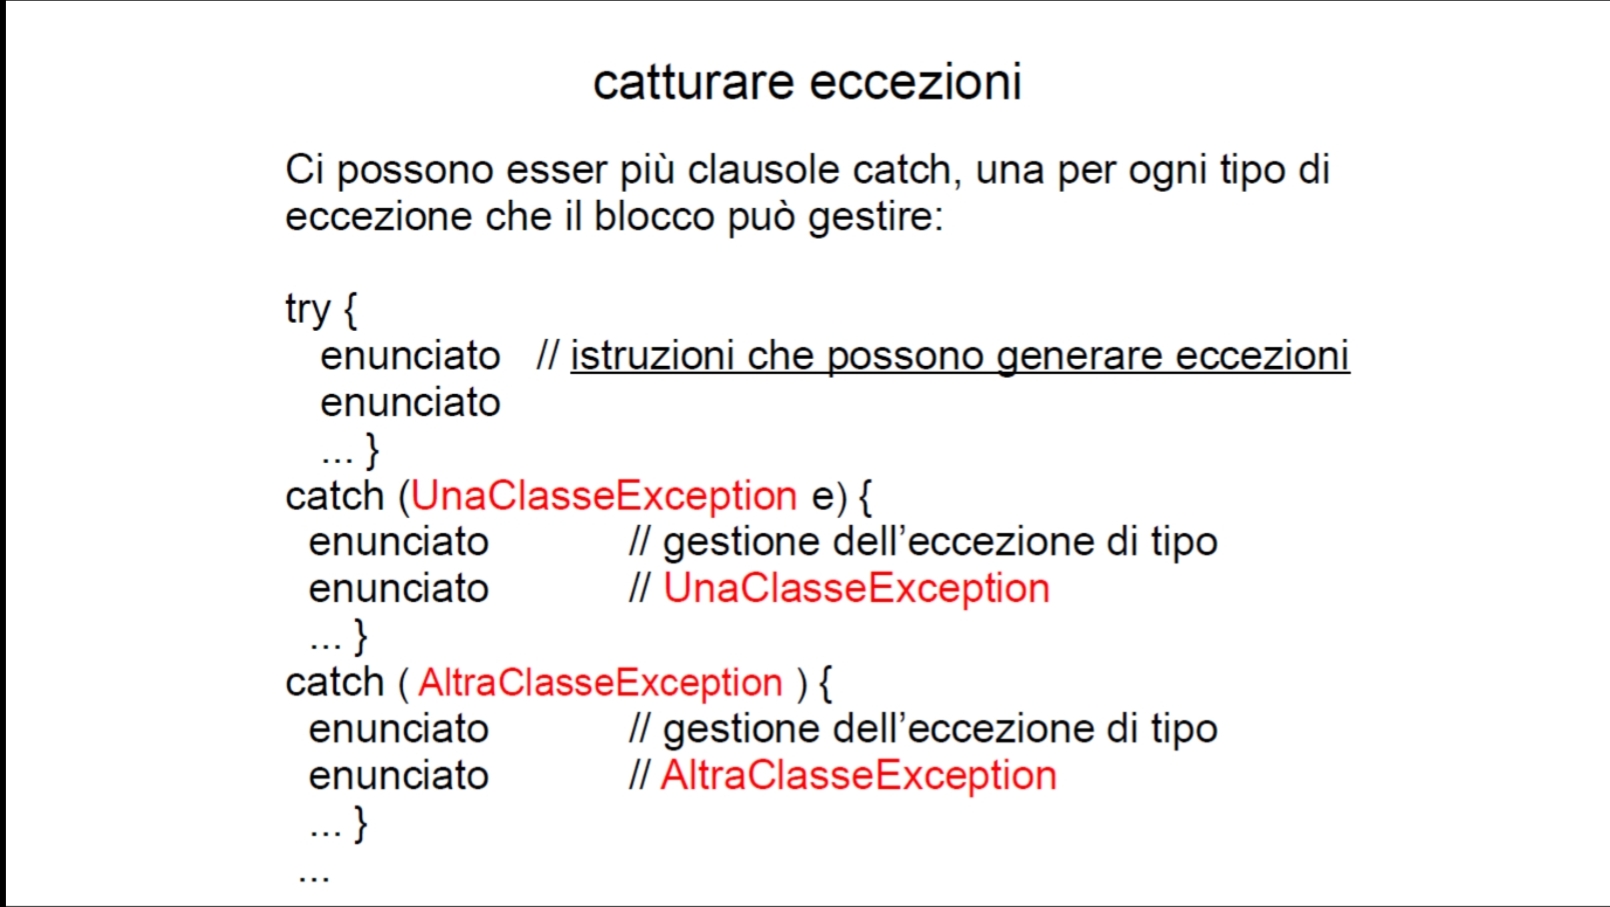 catturare eccezioni
Ci possono esser più clausole catch, una per ogni tipo di
eccezione che il blocco può gestire:
try {
enunciato // istruzioni che possono generare eccezioni
enunciato
... }
catch (UnaClasseException e) {
enunciato // gestione dell’eccezione di tipo
enunciato // UnaClasseException
... }
catch ( AltraClasseException ) {
enunciato // gestione dell’eccezione di tipo
enunciato // AltraClasseException
... }
...